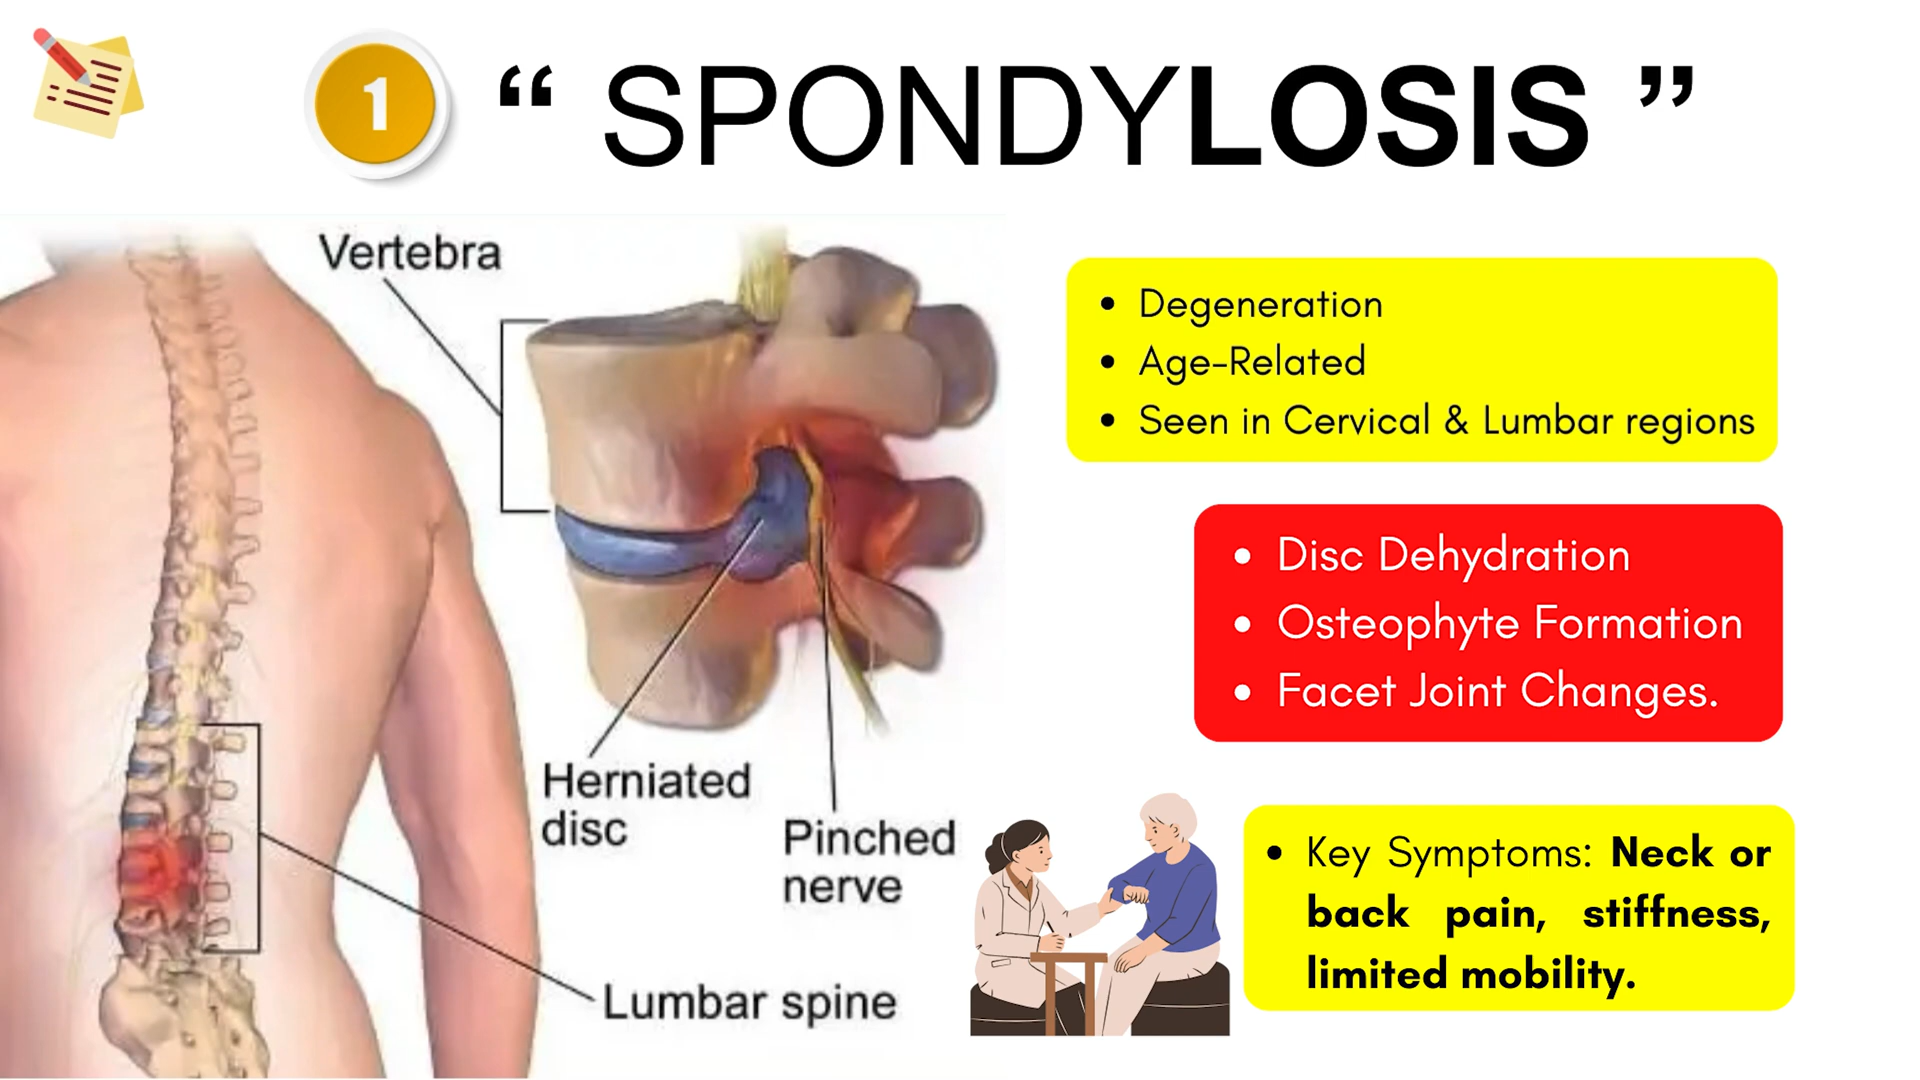 1
“ SPONDYLOSIS ”
Vertebra
Herniated
disc
Pinched
nerve
Lumbar spine
• Degeneration
• Age-Related
• Seen in Cervical & Lumbar regions
• Disc Dehydration
• Osteophyte Formation
• Facet Joint Changes.
• Key Symptoms: Neck or
back pain, stiffness,
limited mobility.